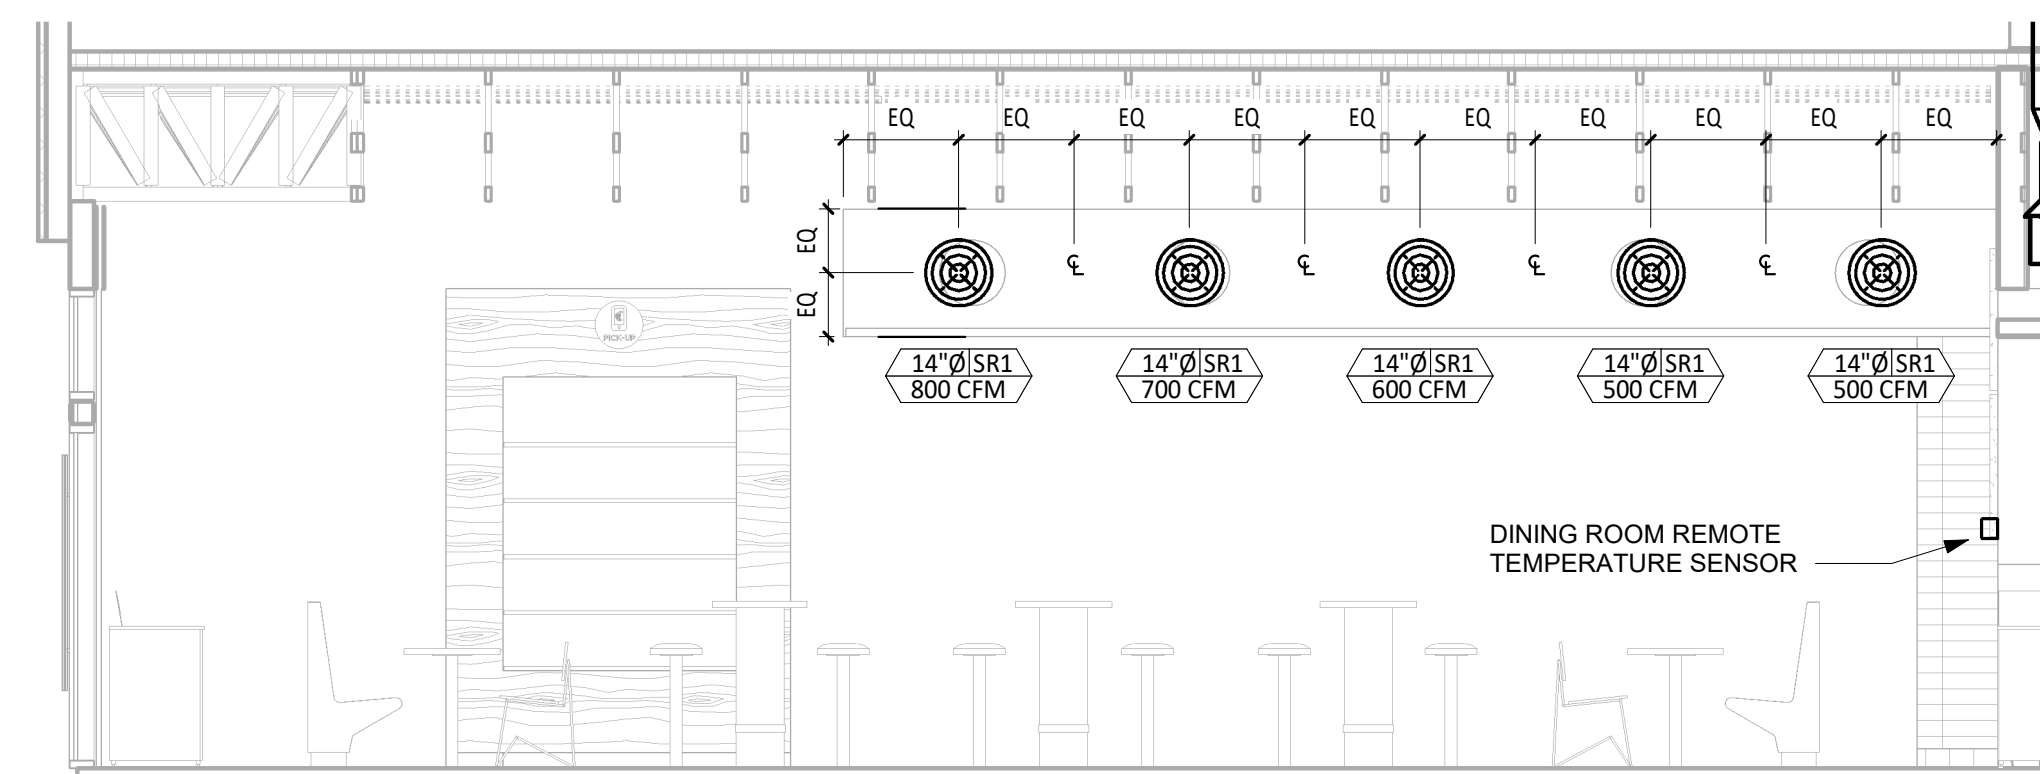 EQ EQ EQ EQ EQ EQ EQ EQ EQ EQ
EQ
℄ ℄ ℄ ℄
EQ
PICK-UP
14"Ø SR1
800 CFM
14"Ø SR1
700 CFM
14"Ø SR1
600 CFM
14"Ø SR1
500 CFM
14"Ø SR1
500 CFM
DINING ROOM REMOTE
TEMPERATURE SENSOR